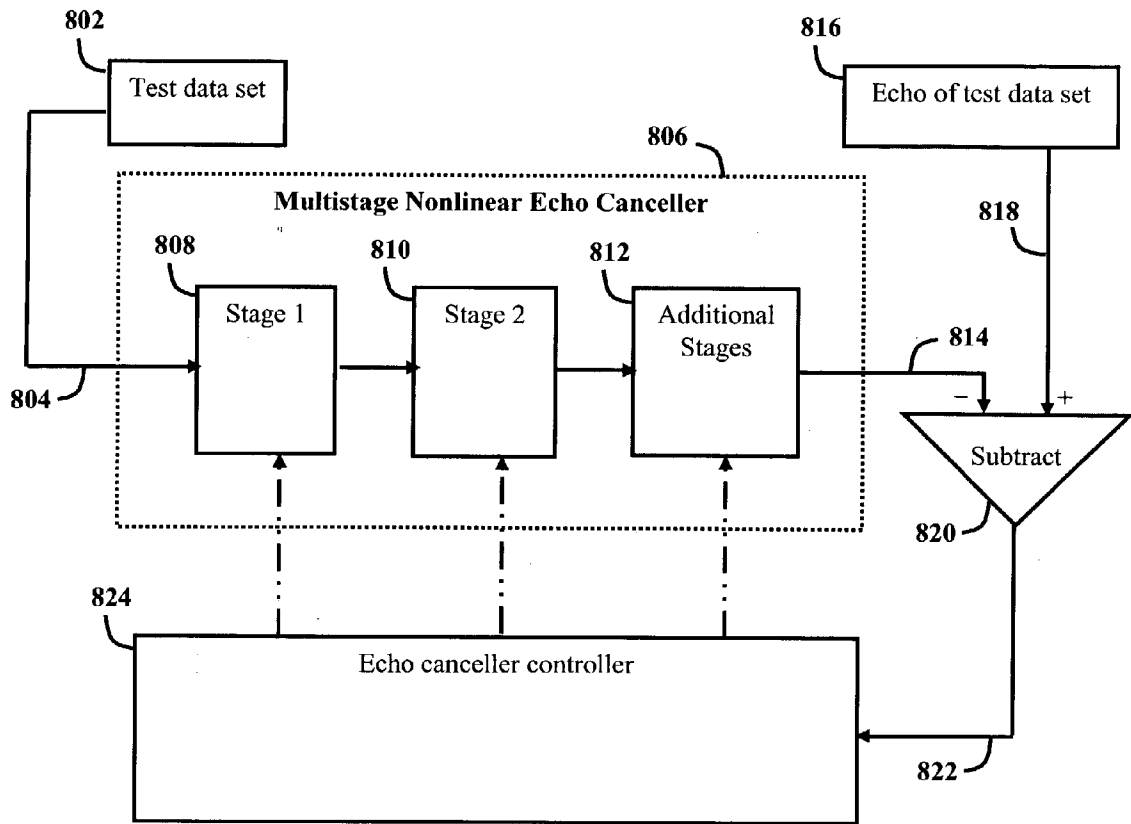 802
Test data set
816
Echo of test data set
806
Multistage Nonlinear Echo Canceller
818
808
Stage 1
810
Stage 2
812
Additional
Stages
814
804
−
+
Subtract
820
824
Echo canceller controller
822